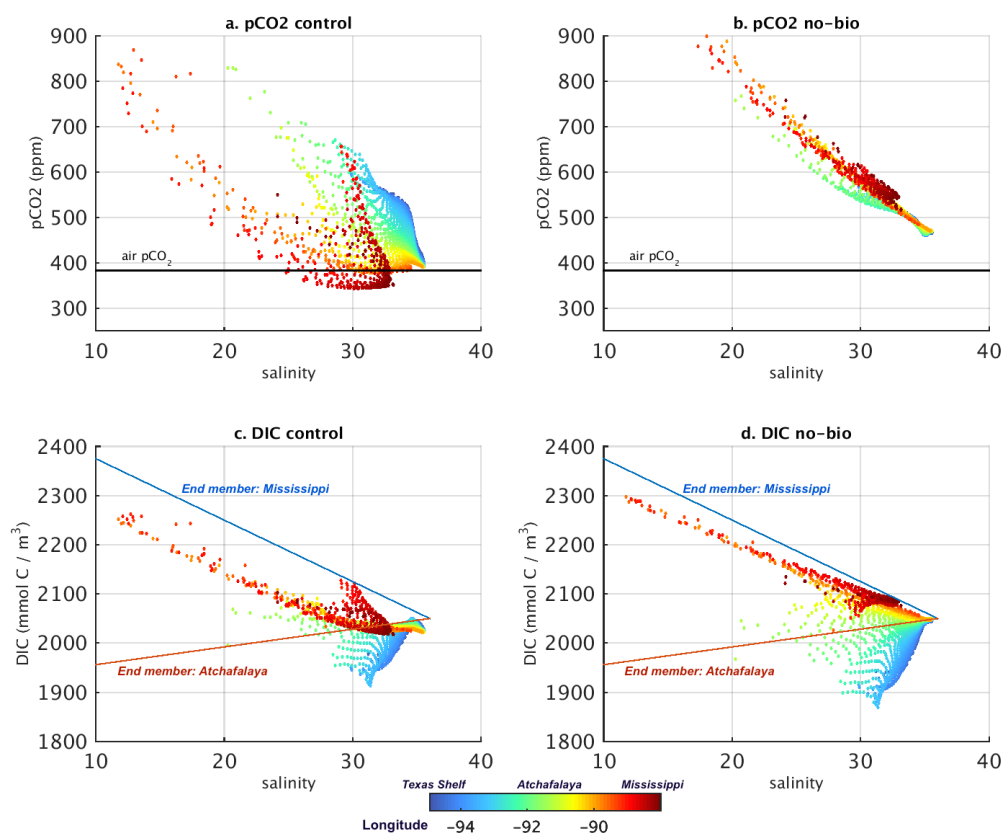 a. pCO2 control
900
800
700
600
500
400
300
pCO2 (ppm)
air pCO2
10 20 30 40
salinity
b. pCO2 no-bio
900
800
700
600
500
400
300
pCO2 (ppm)
air pCO2
10 20 30 40
salinity
c. DIC control
2400
2300
2200
2100
2000
1900
1800
DIC (mmol C / m3)
End member: Mississippi
End member: Atchafalaya
10 20 30 40
salinity
d. DIC no-bio
2400
2300
2200
2100
2000
1900
1800
DIC (mmol C / m3)
End member: Mississippi
End member: Atchafalaya
10 20 30 40
salinity
Texas Shelf Atchafalaya Mississippi
Longitude -94 -92 -90